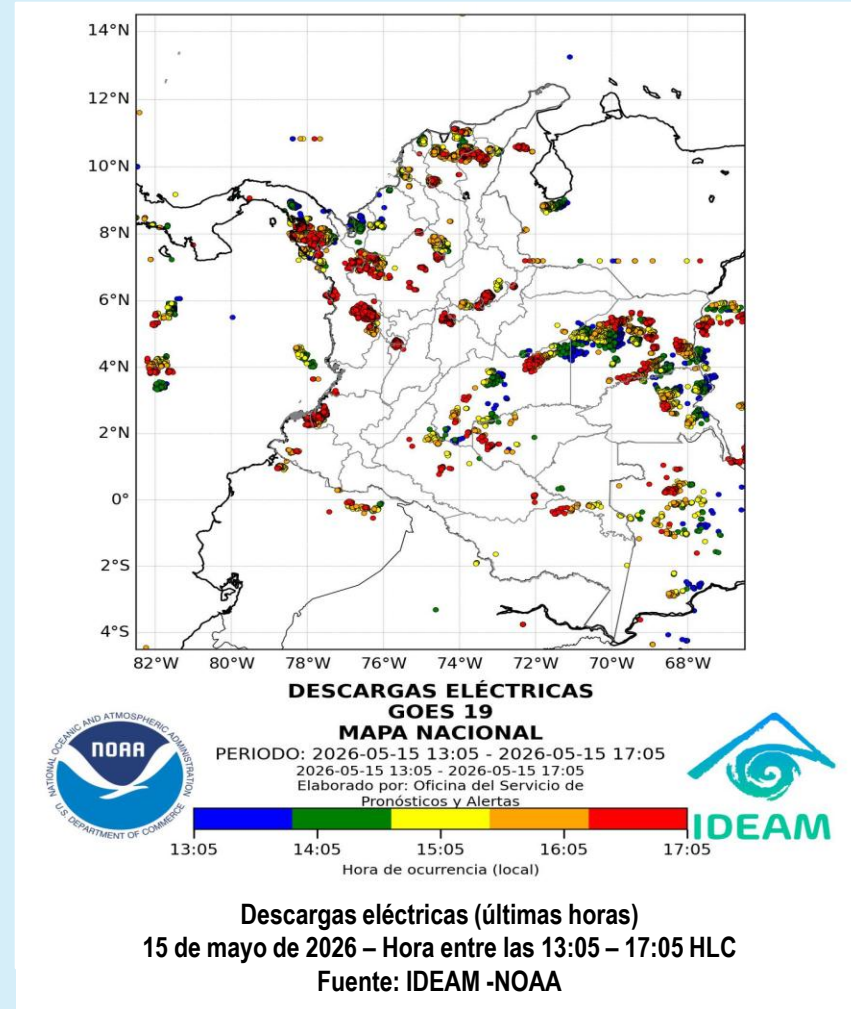 14°N
12°N
10°N
8°N
6°N
4°N
2°N
0°
2°S
4°S
82°W 80°W 78°W 76°W 74°W 72°W 70°W 68°W
DESCARGAS ELÉCTRICAS
GOES 19
MAPA NACIONAL
PERIODO: 2026-05-15 13:05 - 2026-05-15 17:05
2026-05-15 13:05 - 2026-05-15 17:05
Elaborado por: Oficina del Servicio de
Pronósticos y Alertas
NATIONAL OCEANIC AND ATMOSPHERIC ADMINISTRATION
NOAA
U.S. DEPARTMENT OF COMMERCE
IDEAM
13:05 14:05 15:05 16:05 17:05
Hora de ocurrencia (local)
Descargas eléctricas (últimas horas)
15 de mayo de 2026 – Hora entre las 13:05 – 17:05 HLC
Fuente: IDEAM -NOAA